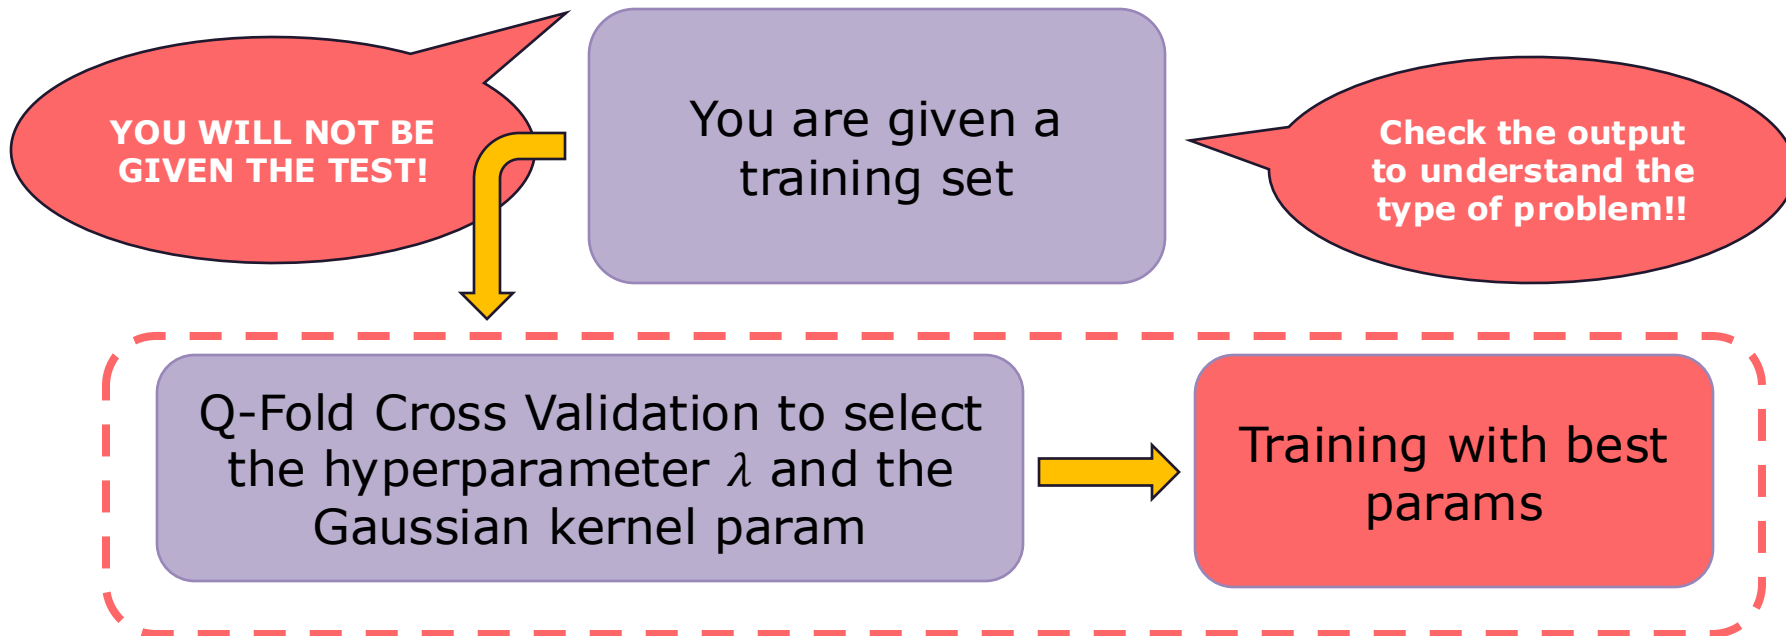 YOU WILL NOT BE
GIVEN THE TEST!
You are given a
training set
Check the output
to understand the
type of problem!!
Q-Fold Cross Validation to select
the hyperparameter λ and the
Gaussian kernel param
Training with best
params